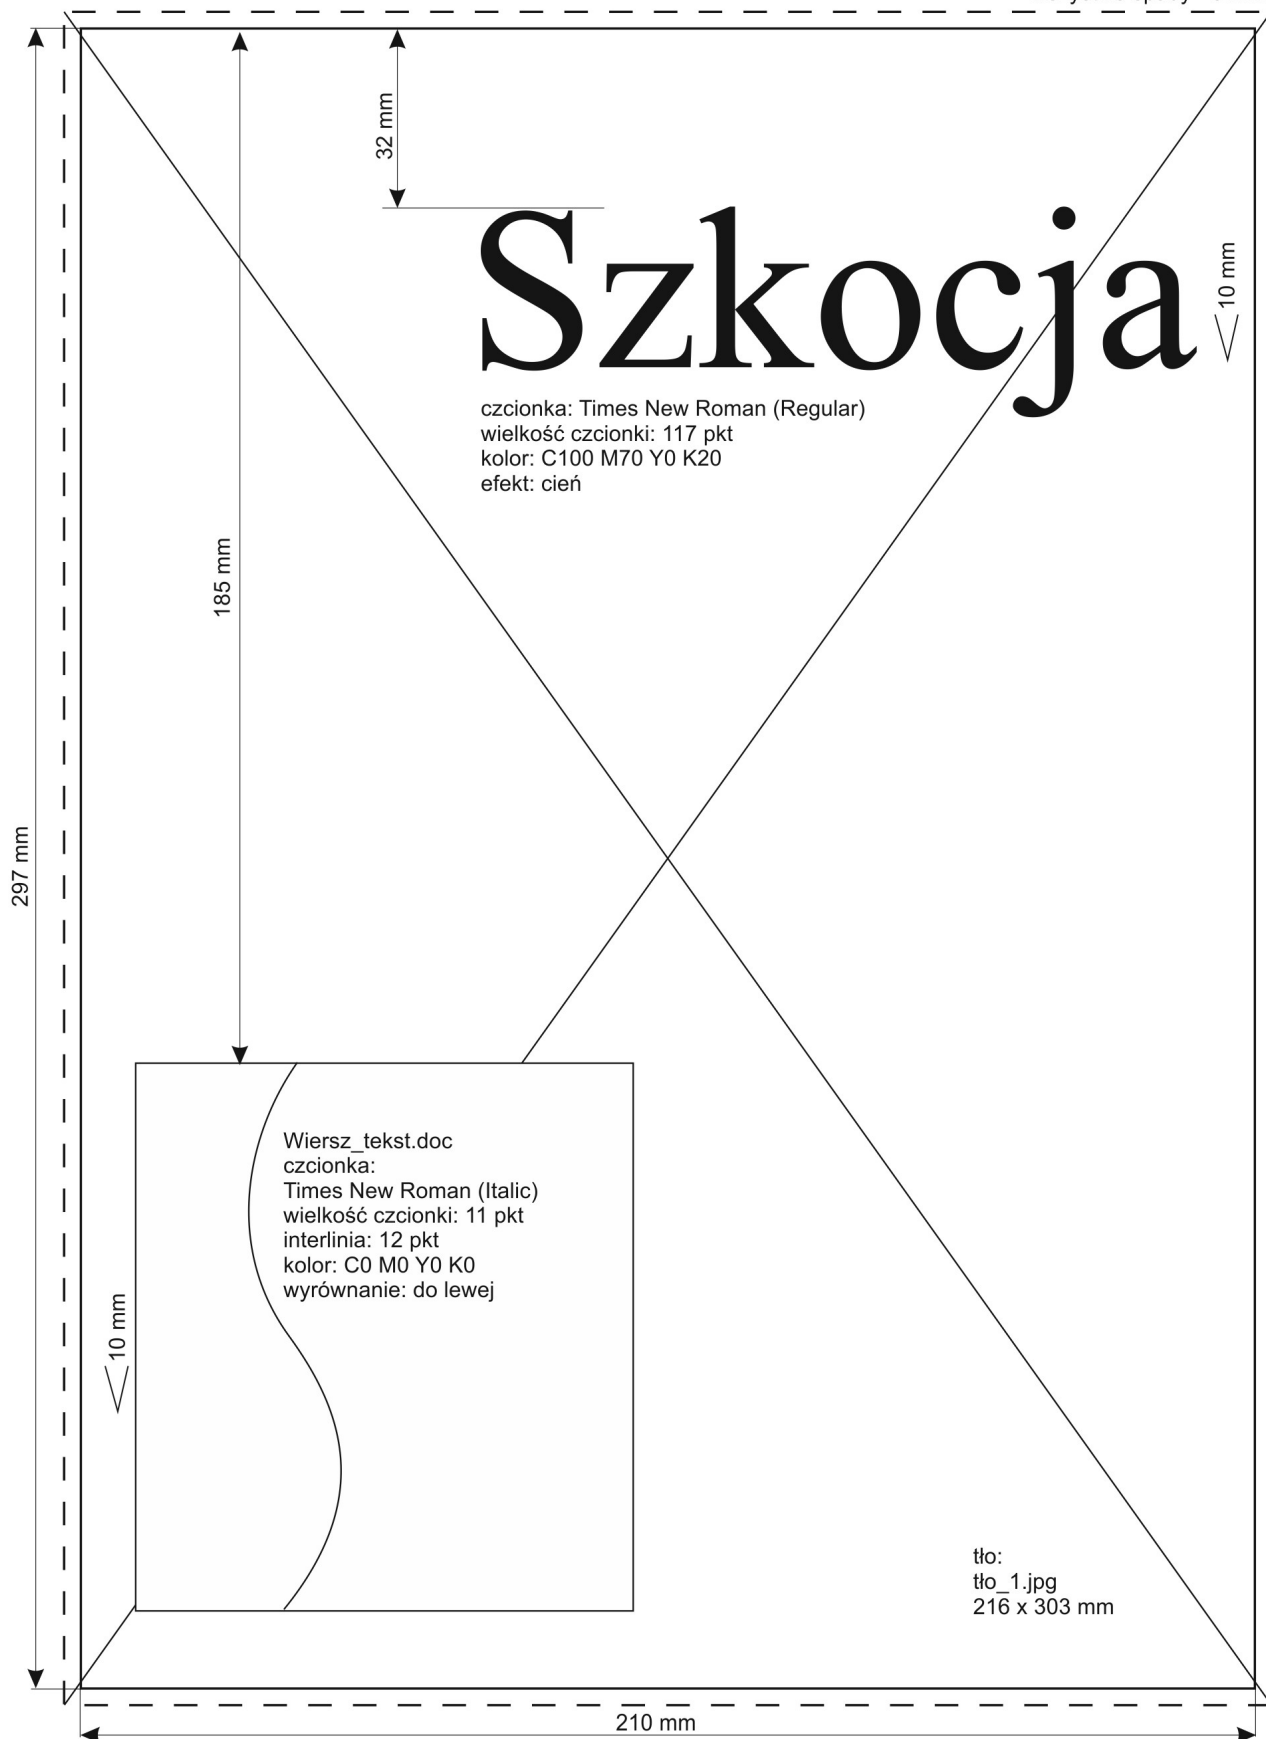 32 mm
Szkocja
10 mm
czcionka: Times New Roman (Regular)
wielkość czcionki: 117 pkt
kolor: C100 M70 Y0 K20
efekt: cień
185 mm
297 mm
Wiersz_tekst.doc
czcionka:
Times New Roman (Italic)
wielkość czcionki: 11 pkt
interlinia: 12 pkt
kolor: C0 M0 Y0 K0
wyrównanie: do lewej
10 mm
tło:
tło_1.jpg
216 x 303 mm
210 mm